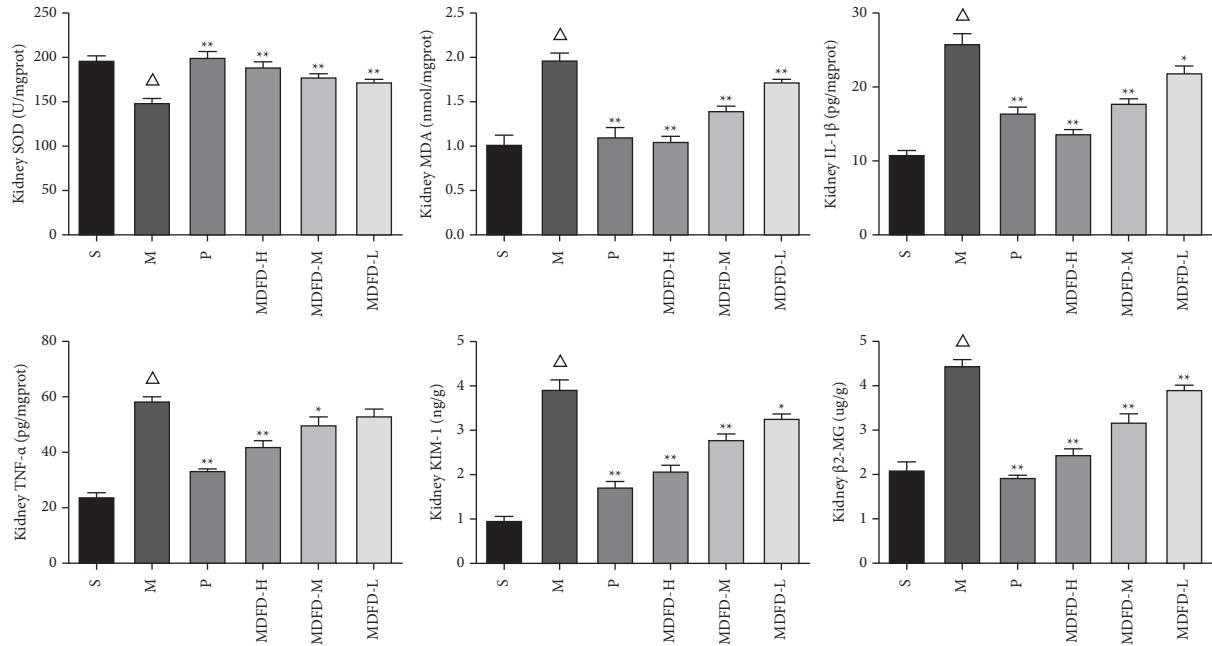 Kidney SOD (U/mgprot)
250
200
150
100
50
0
**
**
**
**
△
S
M
P
MDFD-H
MDFD-M
MDFD-L
Kidney MDA (nmol/mgprot)
2.5
2.0
1.5
1.0
0.5
0.0
△
**
**
**
**
S
M
P
MDFD-H
MDFD-M
MDFD-L
Kidney IL-1β (pg/mgprot)
30
20
10
0
△
**
**
**
*
S
M
P
MDFD-H
MDFD-M
MDFD-L
Kidney TNF-α (pg/mgprot)
80
60
40
20
0
△
**
**
*
S
M
P
MDFD-H
MDFD-M
MDFD-L
Kidney KIM-1 (ng/g)
5
4
3
2
1
0
△
**
**
**
*
S
M
P
MDFD-H
MDFD-M
MDFD-L
Kidney β2-MG (ug/g)
5
4
3
2
1
0
△
**
**
**
**
S
M
P
MDFD-H
MDFD-M
MDFD-L